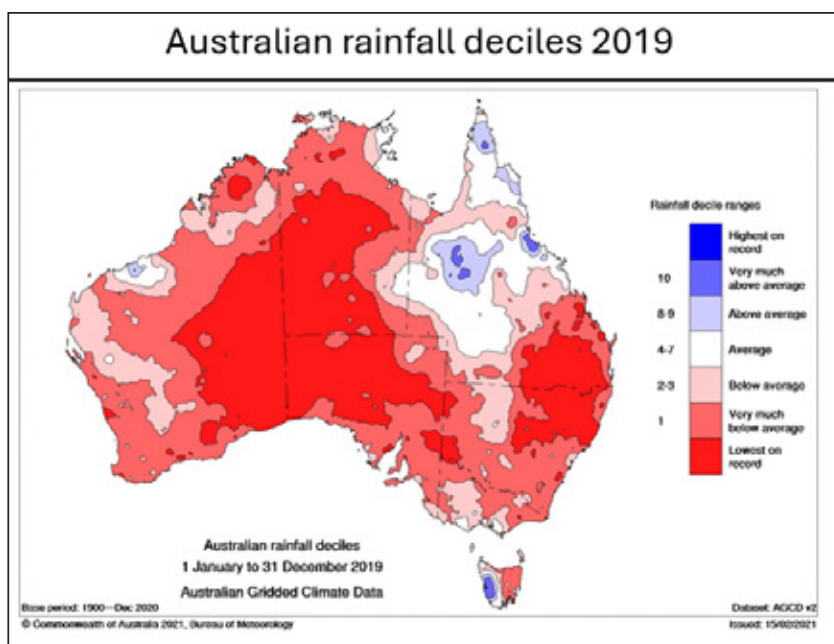 Australian rainfall deciles 2019
Rainfall decile ranges
Highest on
record
10
Very much
above average
8-9
Above average
4-7
Average
2-3
Below average
1
Very much
below average
Lowest on
record
Australian rainfall deciles
1 January to 31 December 2019
Australian Gridded Climate Data
Base period: 1900—Dec 2020
Dataset: AGCD v2
© Commonwealth of Australia 2021, Bureau of Meteorology
Issued: 15/02/2021